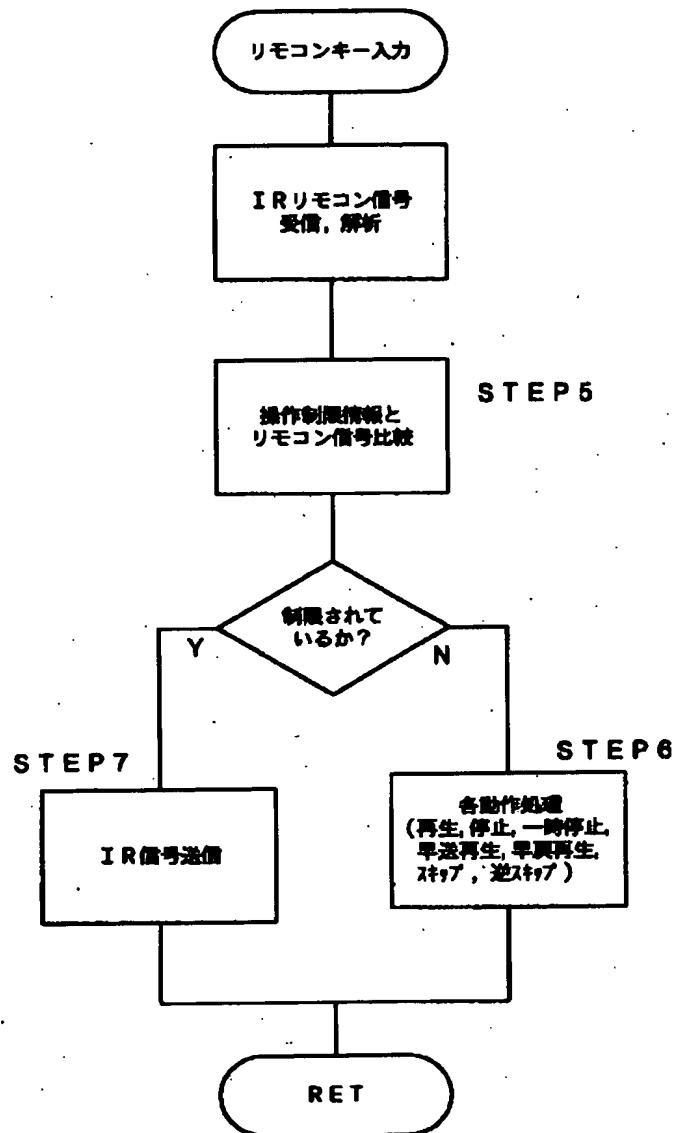 リモコンキー入力
IRリモコン信号
受信,解析
STEP5
操作制限情報と
リモコン信号比較
制限されて
いるか?
Y
N
STEP7
STEP6
IR信号送信
各動作処理
(再生,停止,一時停止,
早送再生,早戻再生,
スキップ,逆スキップ)
RET